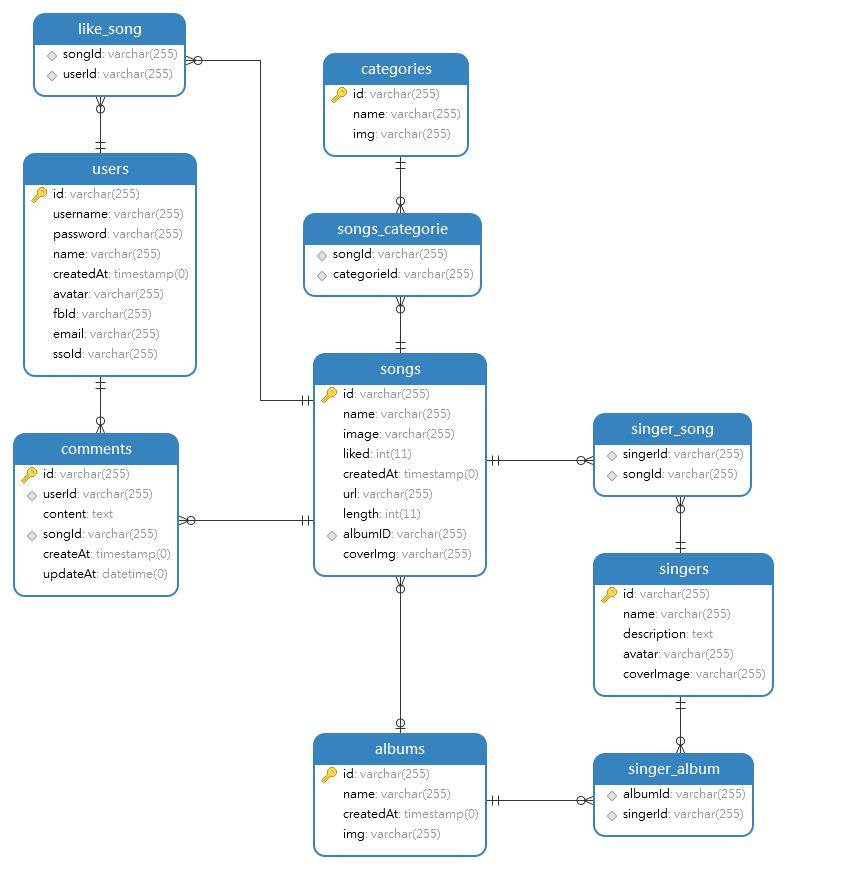 like_song
songId: varchar(255)
userId: varchar(255)
users
id: varchar(255)
username: varchar(255)
password: varchar(255)
name: varchar(255)
createdAt: timestamp(0)
avatar: varchar(255)
fbId: varchar(255)
email: varchar(255)
ssoId: varchar(255)
comments
id: varchar(255)
userId: varchar(255)
content: text
songId: varchar(255)
createAt: timestamp(0)
updateAt: datetime(0)
categories
id: varchar(255)
name: varchar(255)
img: varchar(255)
songs_categorie
songId: varchar(255)
categorieId: varchar(255)
songs
id: varchar(255)
name: varchar(255)
image: varchar(255)
liked: int(11)
createdAt: timestamp(0)
url: varchar(255)
length: int(11)
albumID: varchar(255)
coverImg: varchar(255)
albums
id: varchar(255)
name: varchar(255)
createdAt: timestamp(0)
img: varchar(255)
singer_song
singerId: varchar(255)
songId: varchar(255)
singers
id: varchar(255)
name: varchar(255)
description: text
avatar: varchar(255)
coverImage: varchar(255)
singer_album
albumId: varchar(255)
singerId: varchar(255)